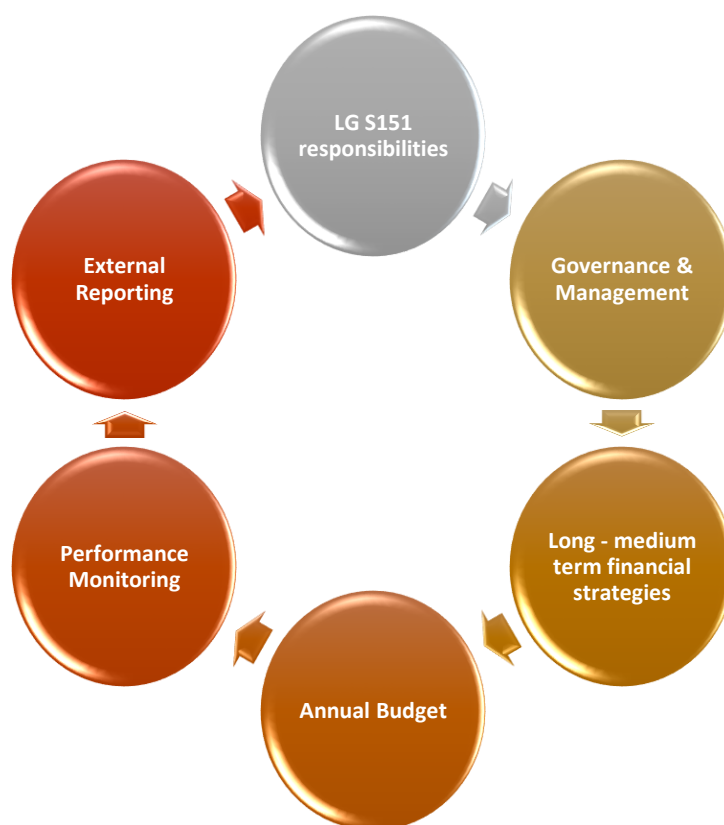 LG S151
responsibilities
Governance &
Management
Long - medium
term financial
strategies
Annual Budget
Performance
Monitoring
External
Reporting